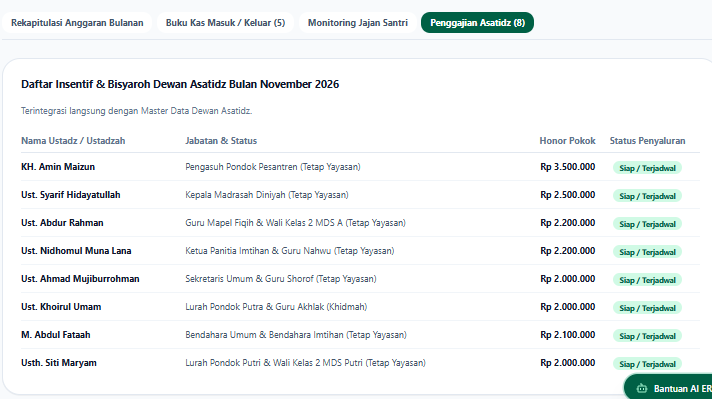 Rekapitulasi Anggaran Bulanan Buku Kas Masuk / Keluar (5) Monitoring Jajan Santri Penggajian Asatidz (8)
Daftar Insentif & Bisyaroh Dewan Asatidz Bulan November 2026
Terintegrasi langsung dengan Master Data Dewan Asatidz.
Nama Ustadz / Ustadzah Jabatan & Status Honor Pokok Status Penyaluran
KH. Amin Maizun Pengasuh Pondok Pesantren (Tetap Yayasan) Rp 3.500.000 Siap / Terjadwal
Ust. Syarif Hidayatullah Kepala Madrasah Diniyah (Tetap Yayasan) Rp 2.500.000 Siap / Terjadwal
Ust. Abdur Rahman Guru Mapel Fiqih & Wali Kelas 2 MDS A (Tetap Yayasan) Rp 2.200.000 Siap / Terjadwal
Ust. Nidhomul Muna Lana Ketua Panitia Imtihan & Guru Nahwu (Tetap Yayasan) Rp 2.200.000 Siap / Terjadwal
Ust. Ahmad Mujiburrohman Sekretaris Umum & Guru Shorof (Tetap Yayasan) Rp 2.000.000 Siap / Terjadwal
Ust. Khoirul Umam Lurah Pondok Putra & Guru Akhlak (Khidmah) Rp 2.000.000 Siap / Terjadwal
M. Abdul Fataah Bendahara Umum & Bendahara Imtihan (Tetap Yayasan) Rp 2.100.000 Siap / Terjadwal
Usth. Siti Maryam Lurah Pondok Putri & Wali Kelas 2 MDS Putri (Tetap Yayasan) Rp 2.000.000 Siap / Terjadwal
Bantuan AI ER